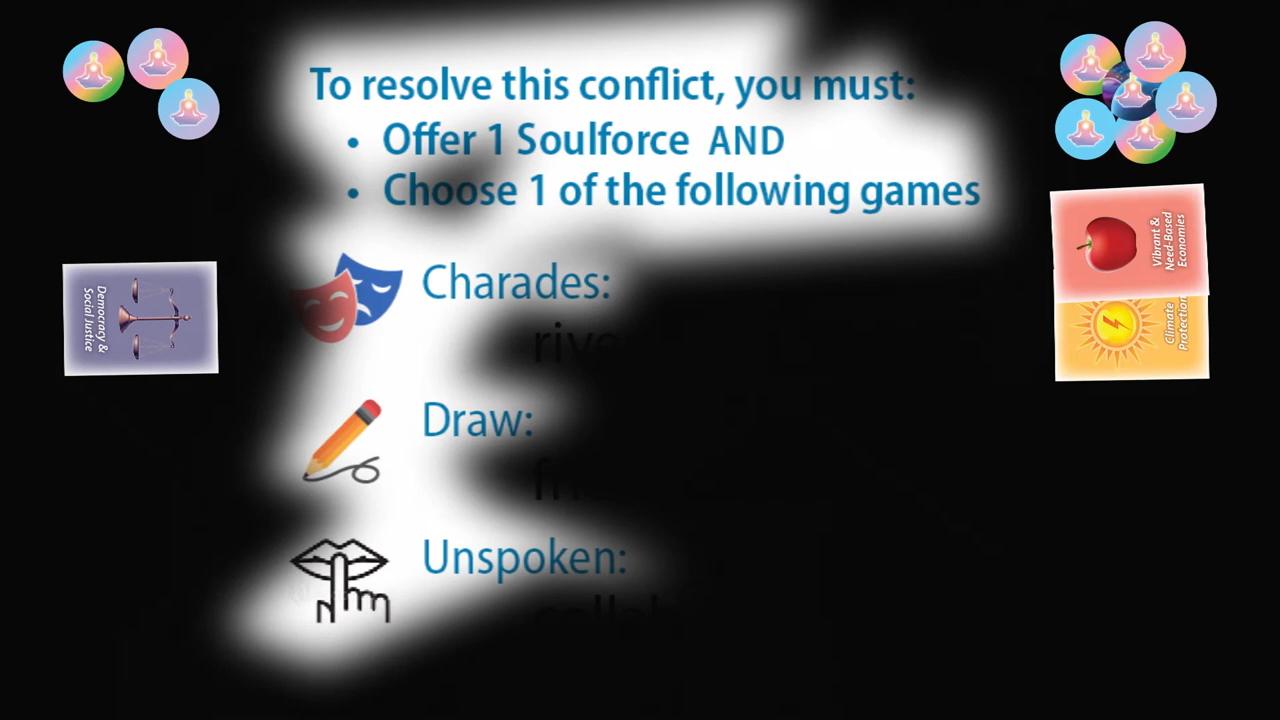 To resolve this conflict, you must:
• Offer 1 Soulforce AND
• Choose 1 of the following games
Charades:
Draw:
Unspoken:
Democracy &
Social Justice
Vibrant &
Need-Based
Economies
Climate
Protection